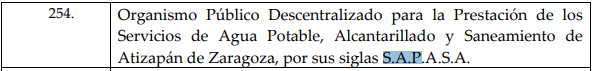 254. Organismo Público Descentralizado para la Prestación de los
Servicios de Agua Potable, Alcantarillado y Saneamiento de
Atizapán de Zaragoza, por sus siglas S.A.P.A.S.A.